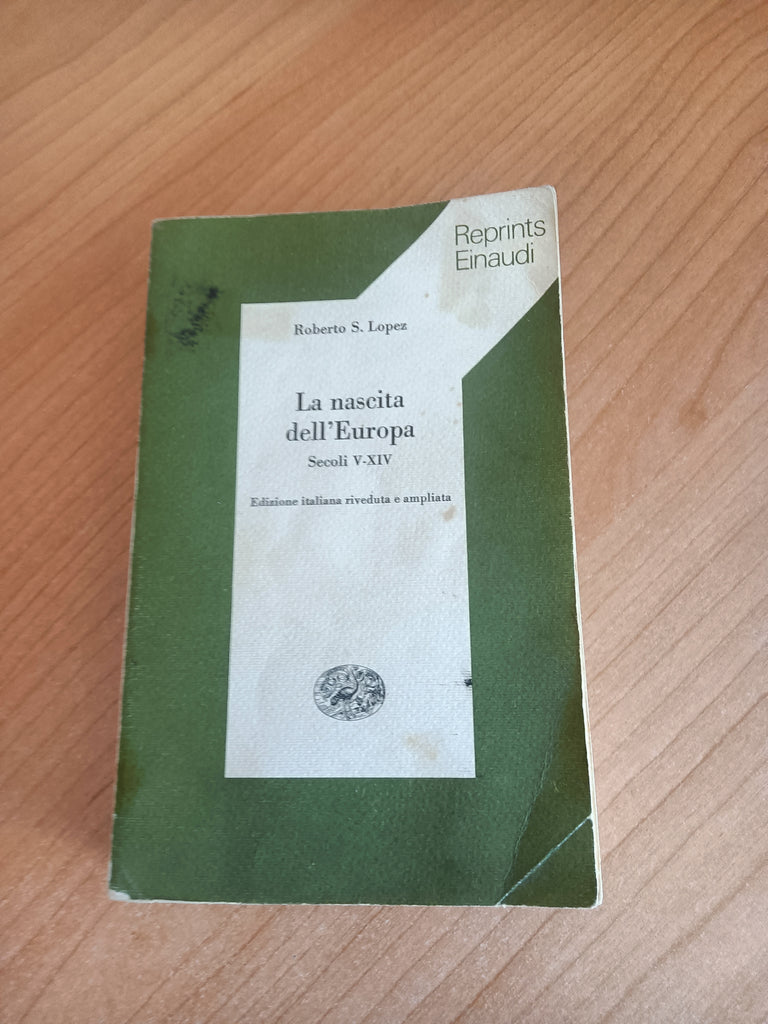 Reprints
Einaudi
Roberto S. Lopez
La nascita
dell'Europa
Secoli V-XIV
Edizione italiana riveduta e ampliata